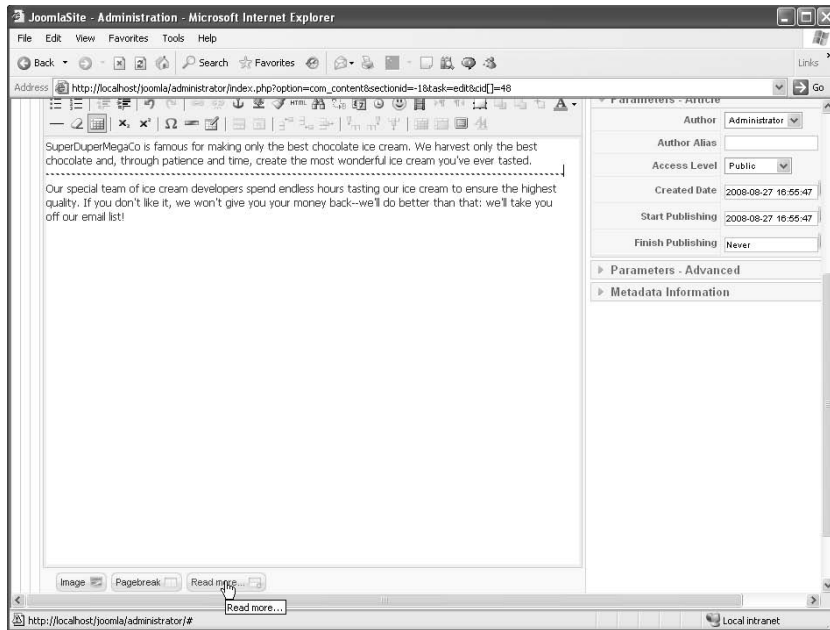 JoomlaSite - Administration - Microsoft Internet Explorer
File Edit View Favorites Tools Help
Back Search Favorites Links »
Address http://localhost/joomla/administrator/index.php?option=com_content&sectionid=-1&task=edit&cid[]=48 Go
HTML A
Parameters - Article
x₂ x² Ω
Author Administrator
SuperDuperMegaCo is famous for making only the best chocolate ice cream. We harvest only the best
chocolate and, through patience and time, create the most wonderful ice cream you've ever tasted.
Our special team of ice cream developers spend endless hours tasting our ice cream to ensure the highest
quality. If you don't like it, we won't give you your money back--we'll do better than that: we'll take you
off our email list!
Author Alias
Access Level Public
Created Date 2008-08-27 16:55:47
Start Publishing 2008-08-27 16:55:47
Finish Publishing Never
Parameters - Advanced
Metadata Information
Image Pagebreak Read more...
Read more...
http://localhost/joomla/administrator/# Local intranet